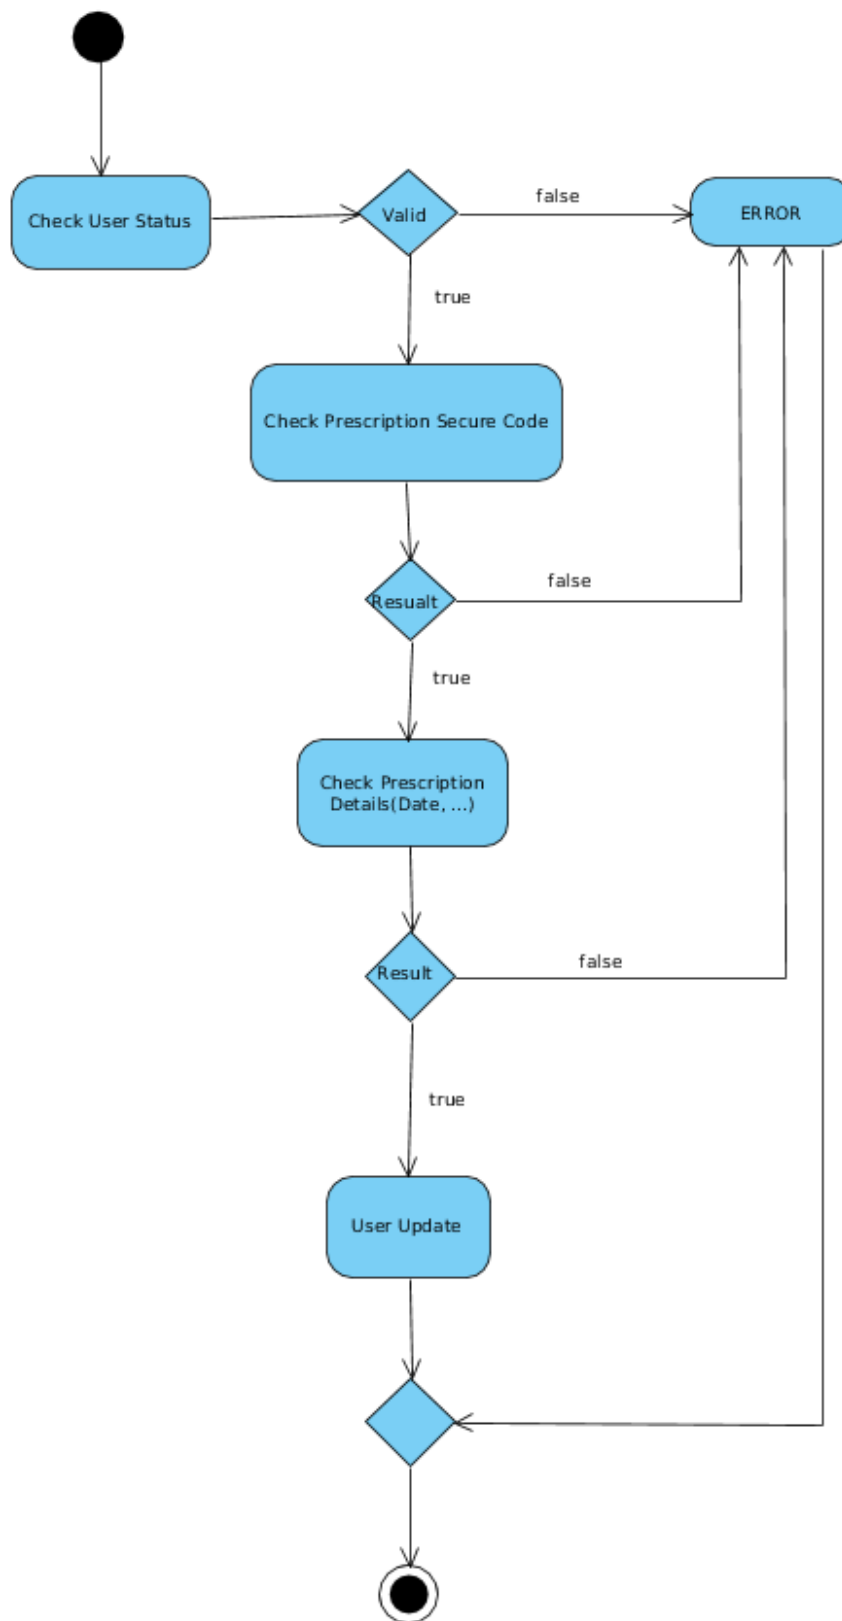 Check User Status
Valid
false
ERROR
true
Check Prescription Secure Code
Resualt
false
true
Check Prescription
Details(Date, ...)
Result
false
true
User Update